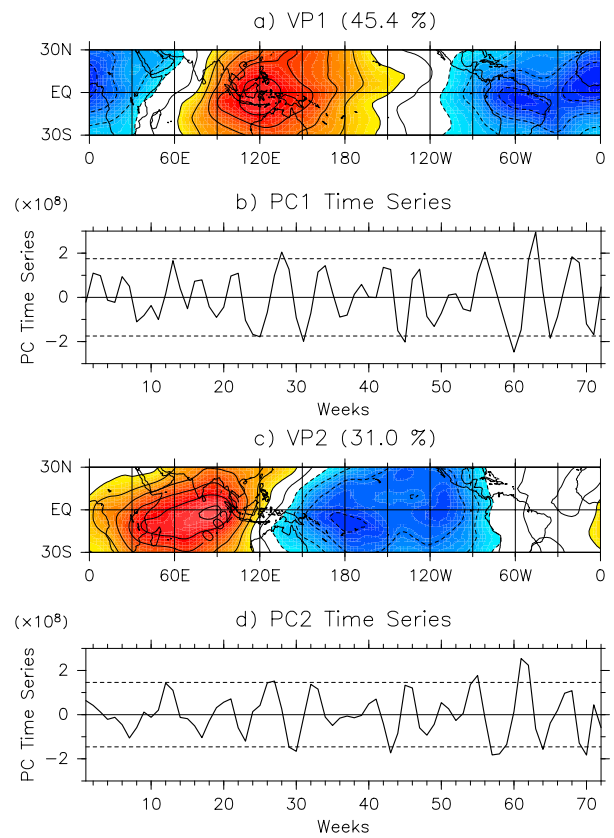 a) VP1 (45.4 %)
30N
EQ
30S
0 60E 120E 180 120W 60W 0
(×10⁸) b) PC1 Time Series
PC Time Series
2
0
-2
10 20 30 40 50 60 70
Weeks
c) VP2 (31.0 %)
30N
EQ
30S
0 60E 120E 180 120W 60W 0
(×10⁸) d) PC2 Time Series
PC Time Series
2
0
-2
10 20 30 40 50 60 70
Weeks